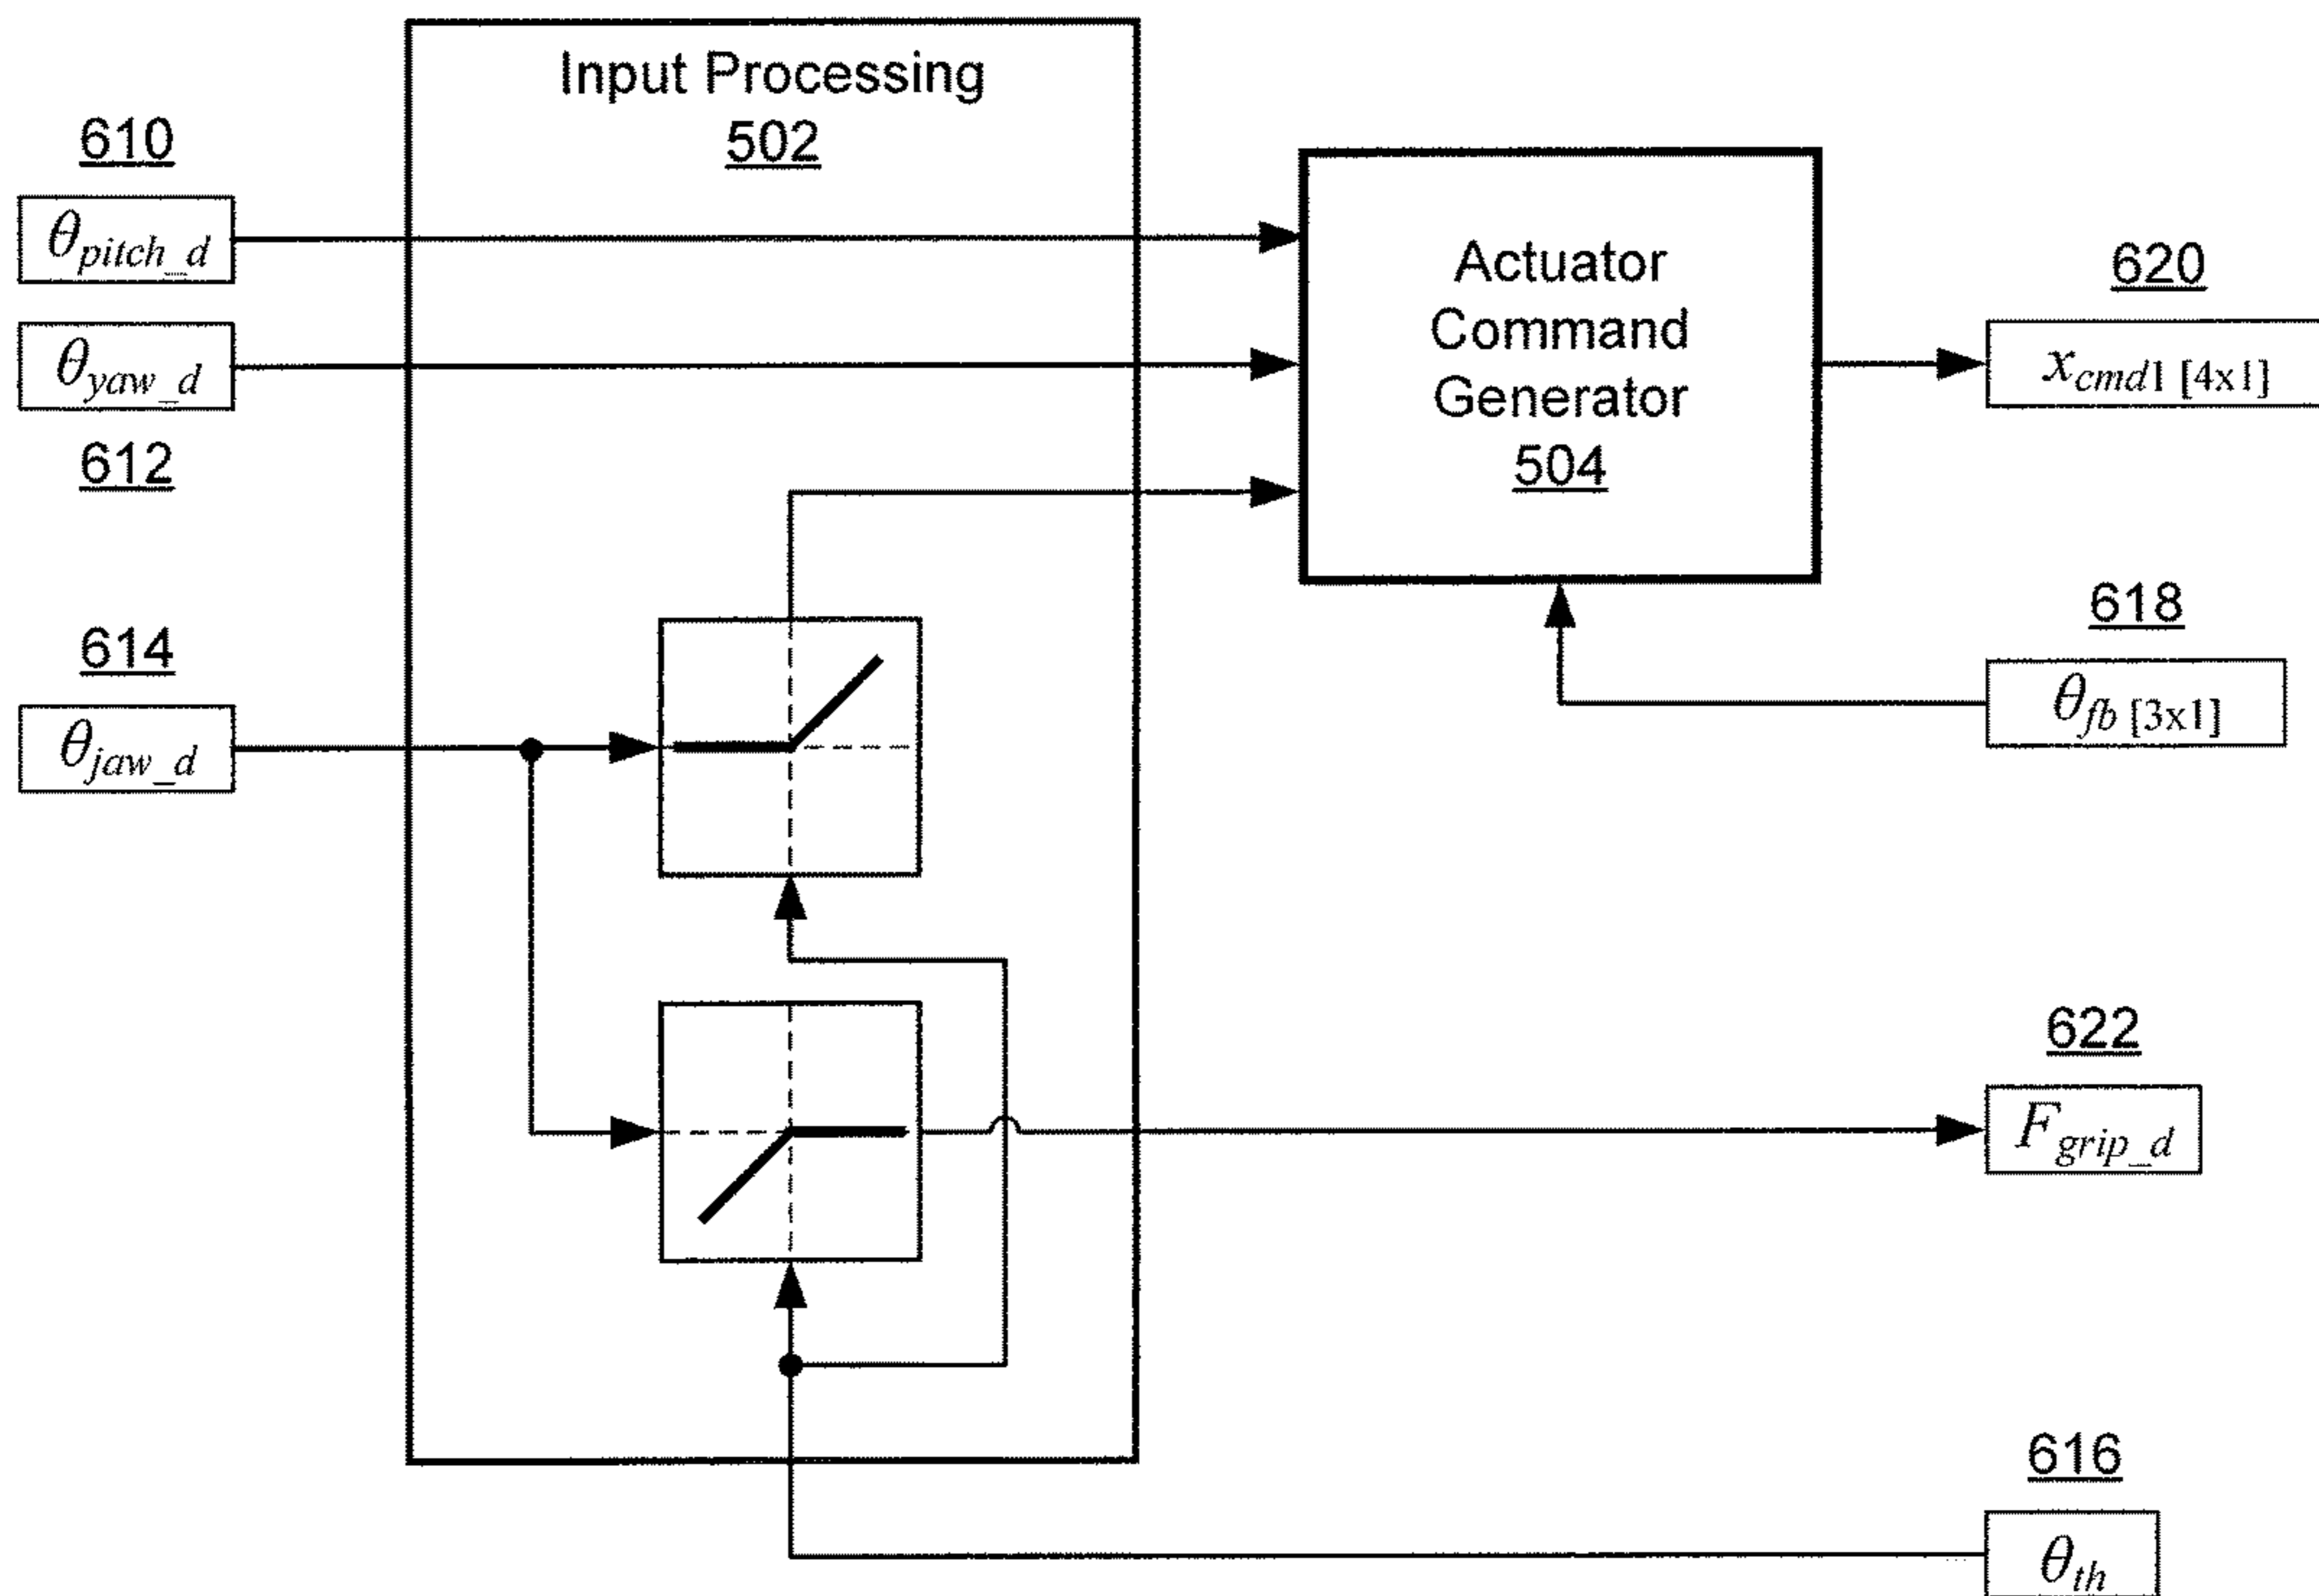 Input Processing
502
610
θpitch_d
θyaw_d
612
614
θjaw_d
Actuator
Command
Generator
504
620
xcmd1 [4x1]
618
θfb [3x1]
622
Fgrip_d
616
θth